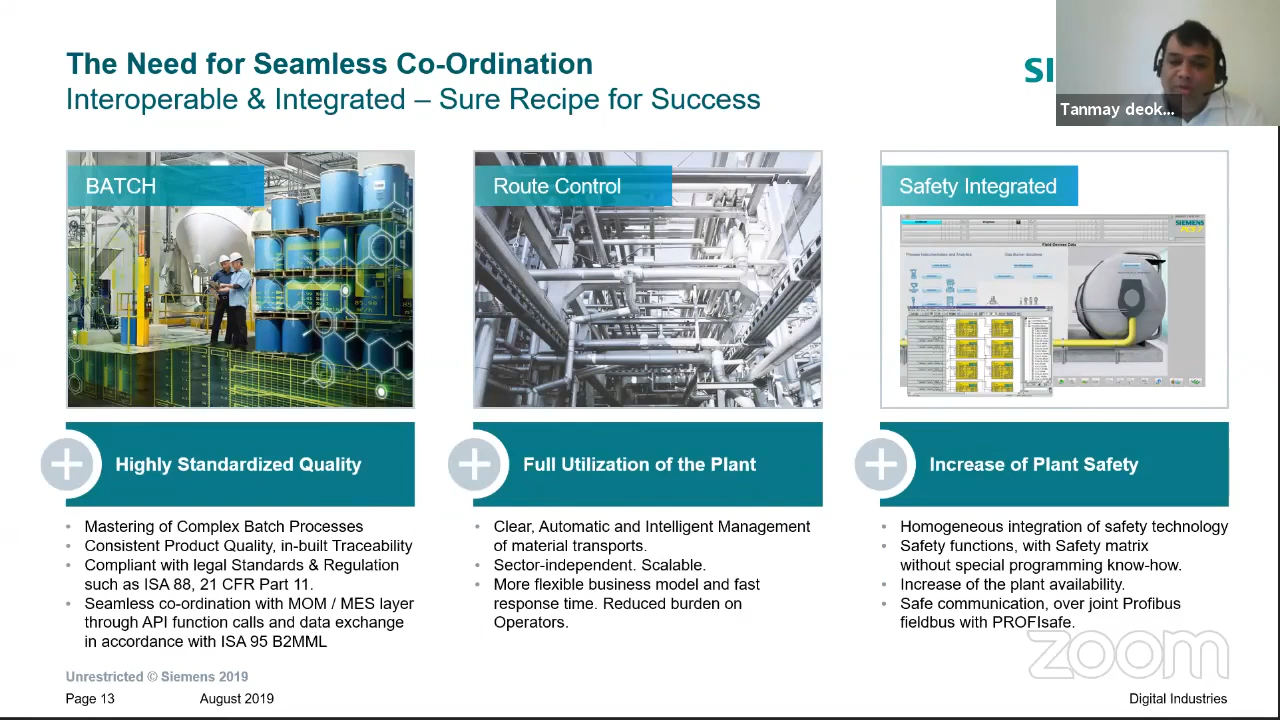 The Need for Seamless Co-Ordination
Interoperable & Integrated – Sure Recipe for Success
SI
Tanmay deok...
BATCH
Route Control
Safety Integrated
SIEMENS
Highly Standardized Quality
Full Utilization of the Plant
Increase of Plant Safety
• Mastering of Complex Batch Processes
• Consistent Product Quality, in-built Traceability
• Compliant with legal Standards & Regulation
such as ISA 88, 21 CFR Part 11.
• Seamless co-ordination with MOM / MES layer
through API function calls and data exchange
in accordance with ISA 95 B2MML
• Clear, Automatic and Intelligent Management
of material transports.
• Sector-independent. Scalable.
• More flexible business model and fast
response time. Reduced burden on
Operators.
• Homogeneous integration of safety technology
• Safety functions, with Safety matrix
without special programming know-how.
• Increase of the plant availability.
• Safe communication, over joint Profibus
fieldbus with PROFIsafe.
zoom
Unrestricted © Siemens 2019
Page 13
August 2019
Digital Industries